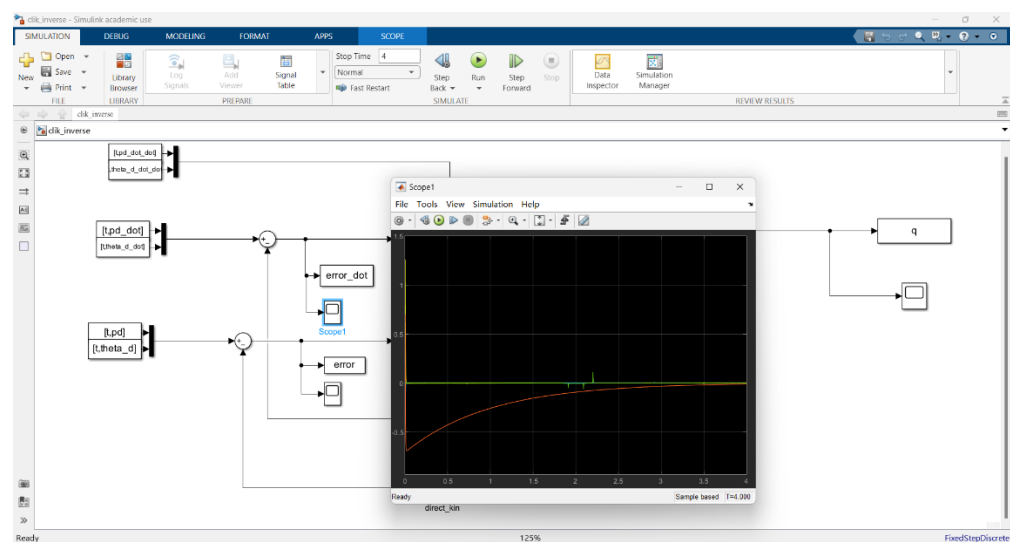 clik_inverse - Simulink academic use
SIMULATION DEBUG MODELING FORMAT APPS SCOPE
New
Open
Save
Print
FILE
Library Browser
LIBRARY
Log Signals
Add Viewer
Signal Table
PREPARE
Stop Time 4
Normal
Fast Restart
Step Back
Run
Step Forward
Stop
SIMULATE
Data Inspector
Simulation Manager
REVIEW RESULTS
clik_inverse
clik_inverse
[t,pd_dot_dot]
,theta_d_dot_dot
[t,pd_dot]
[t,theta_d_dot]
error_dot
Scope1
[t,pd]
[t,theta_d]
error
q
Scope1
File Tools View Simulation Help
1.5
1
0.5
0
-0.5
0 0.5 1 1.5 2 2.5 3 3.5 4
Ready
Sample based T=4.000
direct_kin
Ready
125%
FixedStepDiscrete